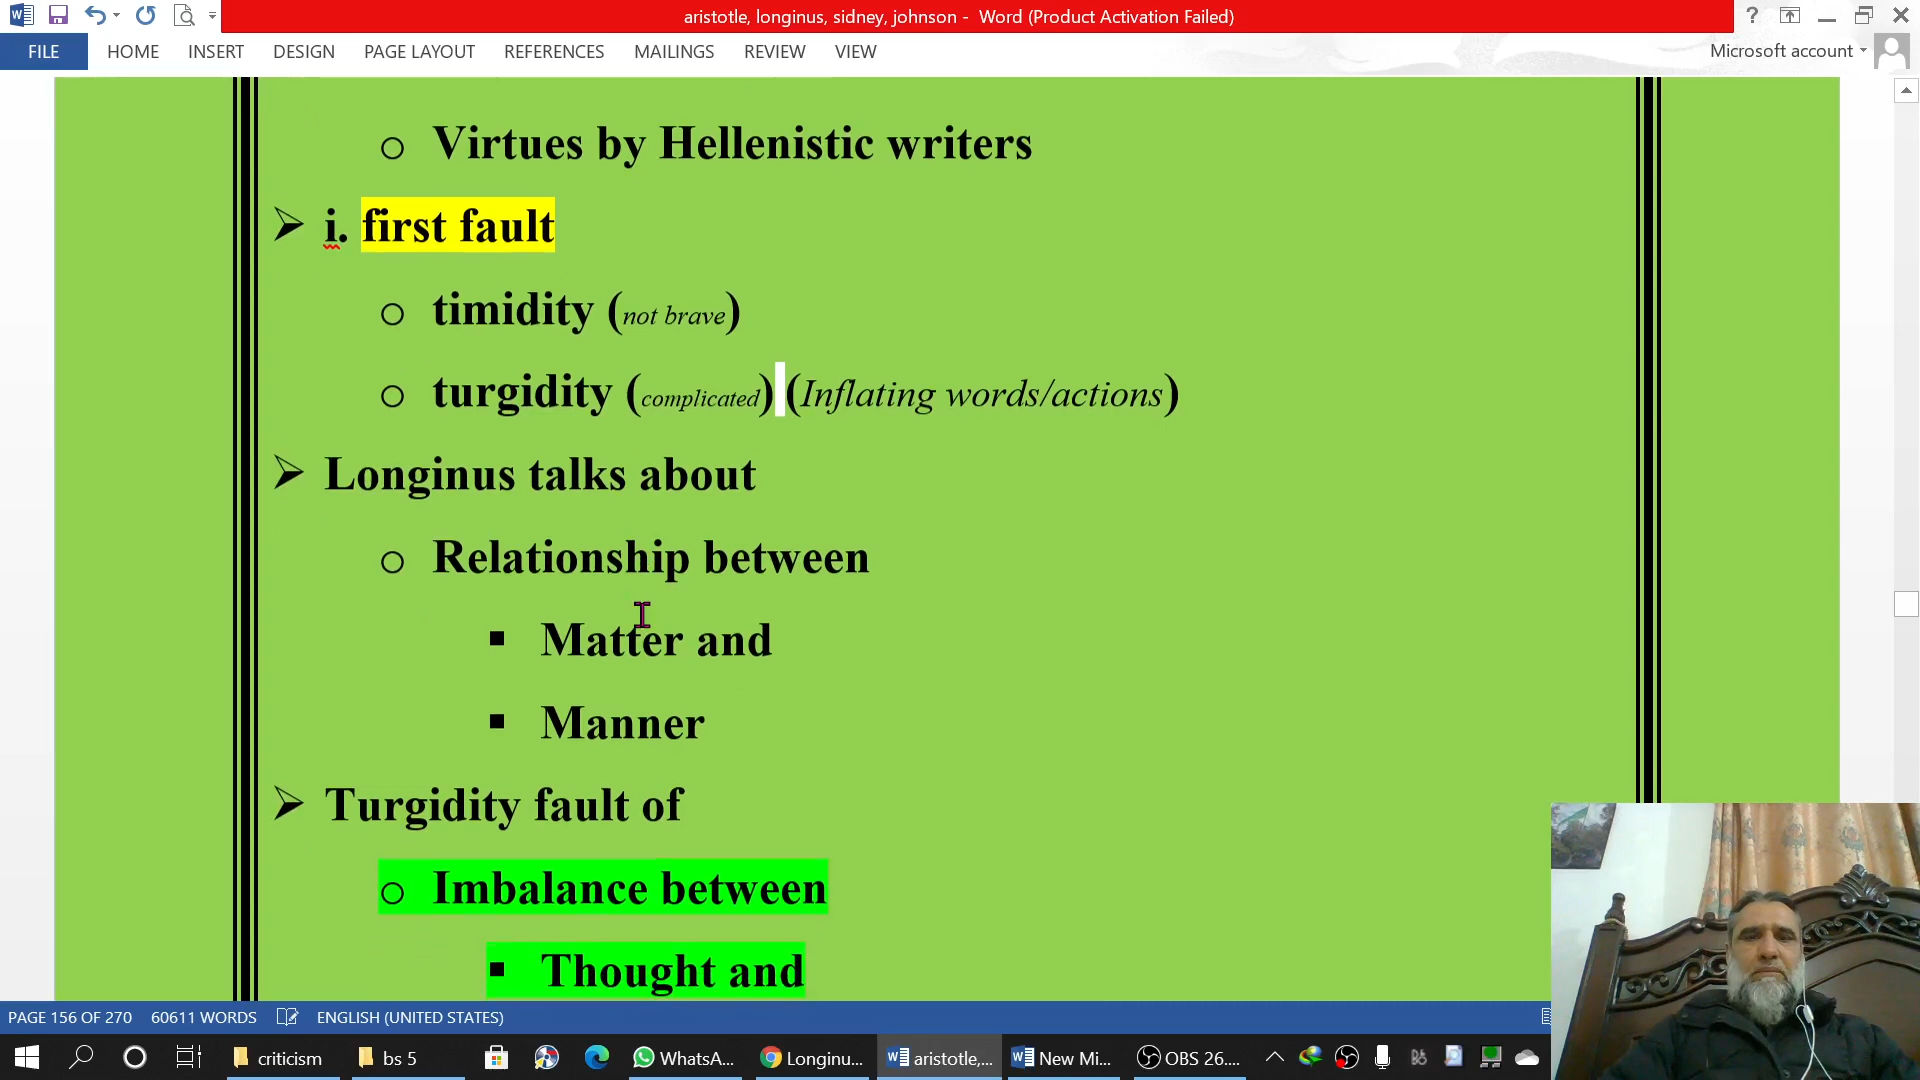 aristotle, longinus, sidney, johnson - Word (Product Activation Failed)
FILE HOME INSERT DESIGN PAGE LAYOUT REFERENCES MAILINGS REVIEW VIEW Microsoft account
o Virtues by Hellenistic writers
➢ i. first fault
o timidity (not brave)
o turgidity (complicated) (Inflating words/actions)
➢ Longinus talks about
o Relationship between
▪ Matter and
▪ Manner
➢ Turgidity fault of
o Imbalance between
▪ Thought and
PAGE 156 OF 270 60611 WORDS ENGLISH (UNITED STATES)
criticism bs 5 WhatsA... Longinu... aristotle,... New Mi... OBS 26....